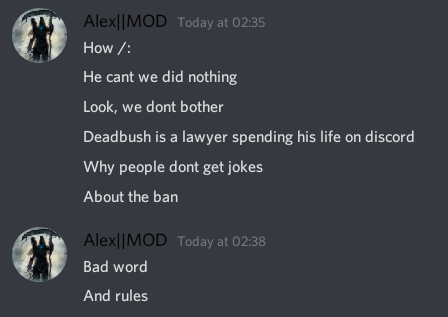 Alex||MOD Today at 02:35
How /:
He cant we did nothing
Look, we dont bother
Deadbush is a lawyer spending his life on discord
Why people dont get jokes
About the ban
Alex||MOD Today at 02:38
Bad word
And rules